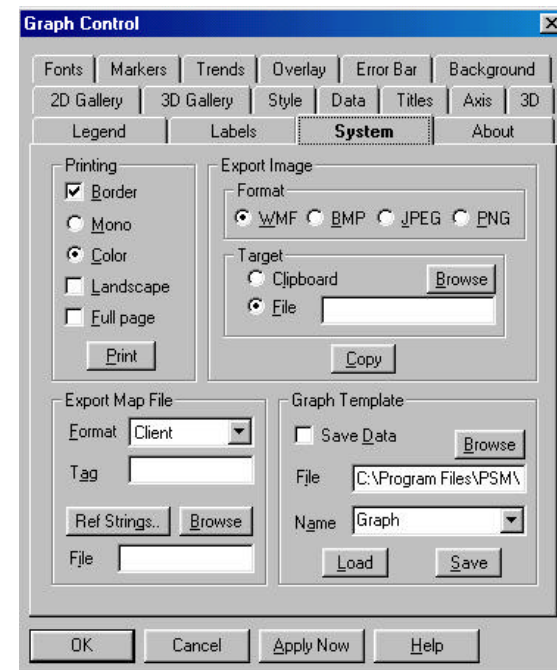 Graph Control
Fonts Markers Trends Overlay Error Bar Background
2D Gallery 3D Gallery Style Data Titles Axis 3D
Legend Labels System About
Printing
Border
Mono
Color
Landscape
Full page
Print
Export Image
Format
WMF BMP JPEG PNG
Target
Clipboard Browse
File
Copy
Export Map File
Format Client
Tag
Ref Strings.. Browse
File
Graph Template
Save Data Browse
File C:\Program Files\PSM\
Name Graph
Load Save
OK Cancel Apply Now Help